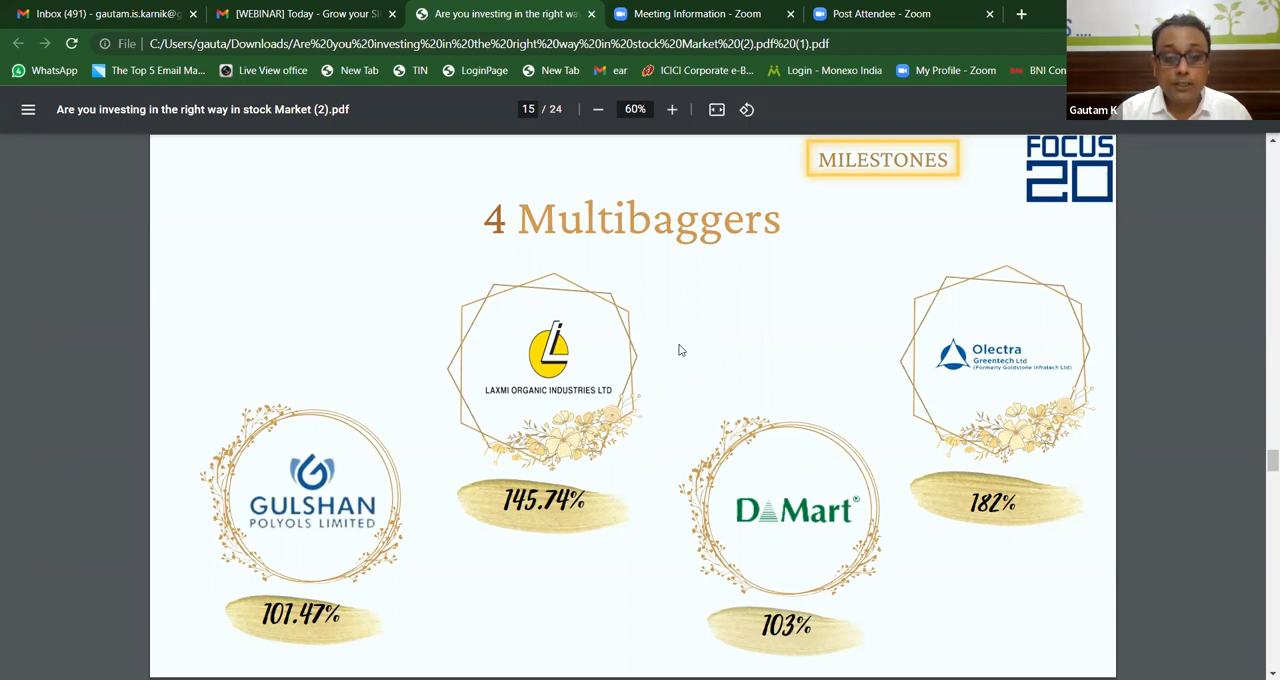 Inbox (491) - gautam.is.karnik@g
[WEBINAR] Today - Grow your SI
Are you investing in the right wa
Meeting Information - Zoom
Post Attendee - Zoom
File
C:/Users/gauta/Downloads/Are%20you%20investing%20in%20the%20right%20way%20in%20stock%20Market%20(2).pdf%20(1).pdf
WhatsApp
The Top 5 Email Ma...
Live View office
New Tab
TIN
LoginPage
New Tab
ear
ICICI Corporate e-B...
Login - Monexo India
My Profile - Zoom
BNI Con
Gautam K
Are you investing in the right way in stock Market (2).pdf
15 / 24
60%
MILESTONES
FOCUS
20
4 Multibaggers
LAXMI ORGANIC INDUSTRIES LTD
145.74%
Olectra
Greentech Ltd
(Formerly Goldstone Infratech Ltd)
182%
GULSHAN
POLYOLS LIMITED
101.47%
DMart®
103%